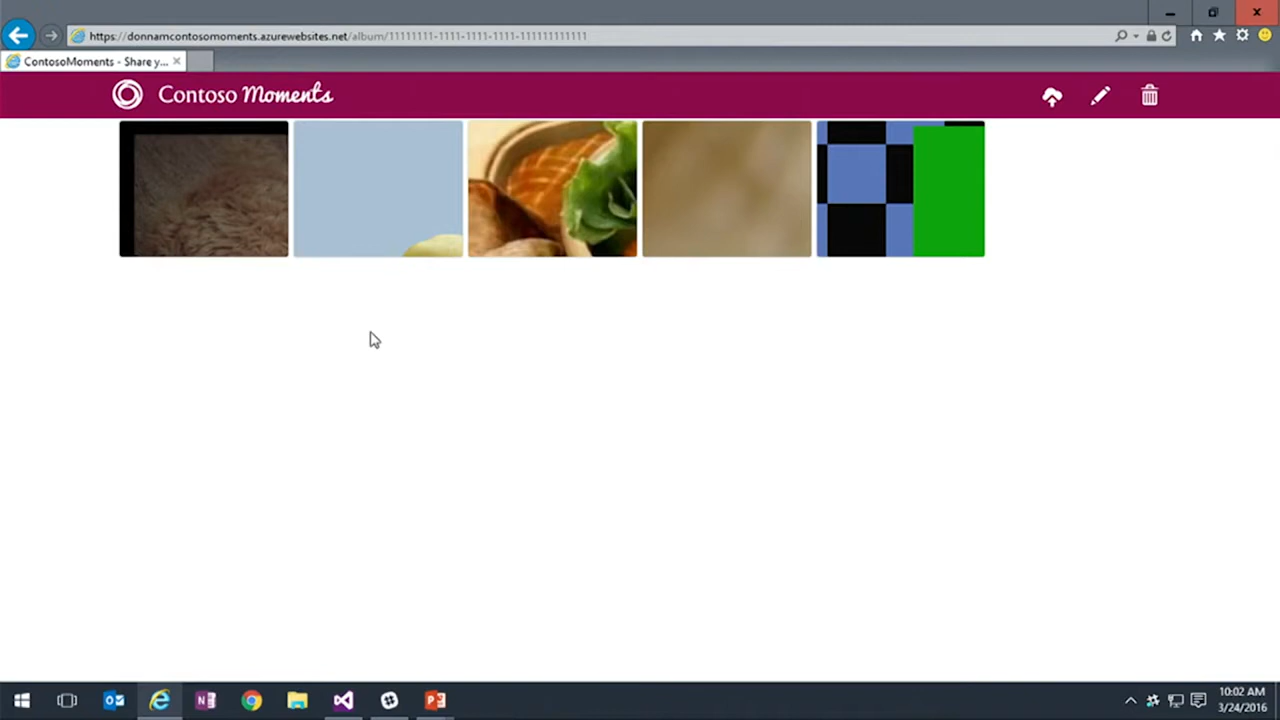 https://donnamcontosomoments.azurewebsites.net/album/11111111-1111-1111-1111-111111111111
ContosoMoments - Share y...
Contoso Moments
10:02 AM
3/24/2016